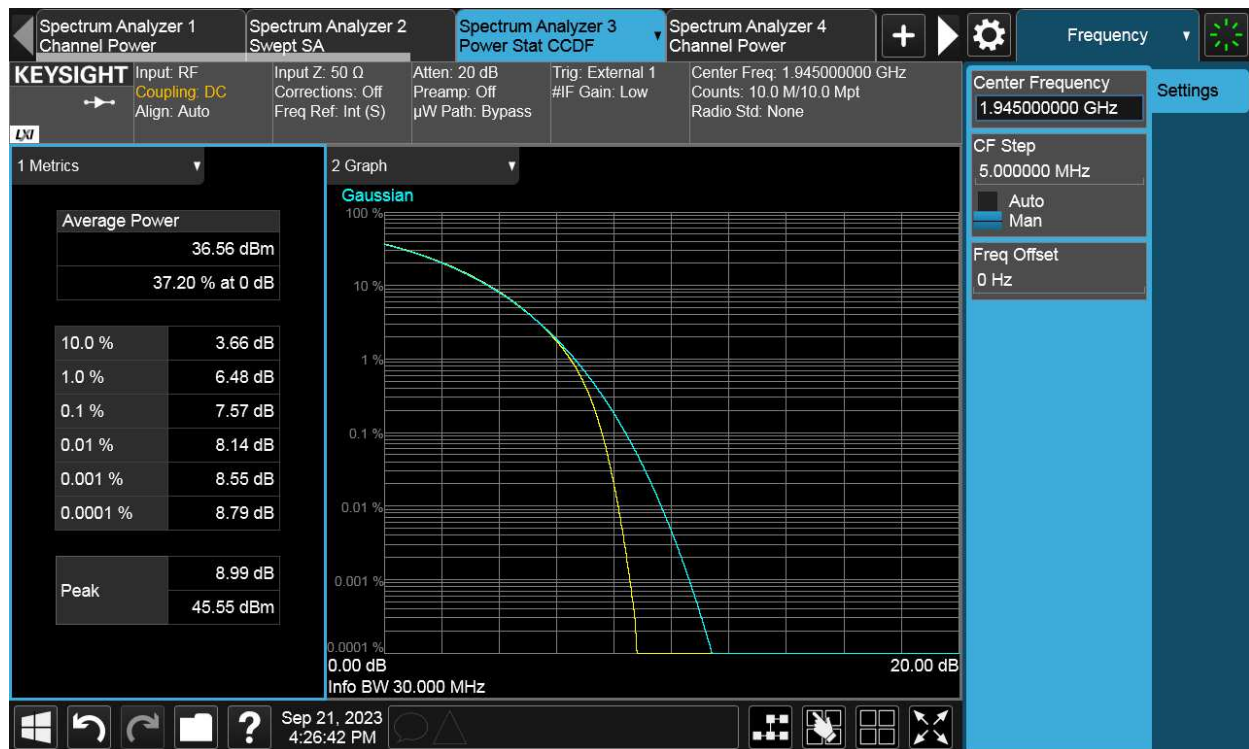 Spectrum Analyzer 1
Channel Power
Spectrum Analyzer 2
Swept SA
Spectrum Analyzer 3
Power Stat CCDF
Spectrum Analyzer 4
Channel Power
+
Frequency
KEYSIGHT
LXI
Input: RF
Coupling: DC
Align: Auto
Input Z: 50 Ω
Corrections: Off
Freq Ref: Int (S)
Atten: 20 dB
Preamp: Off
µW Path: Bypass
Trig: External 1
#IF Gain: Low
Center Freq: 1.945000000 GHz
Counts: 10.0 M/10.0 Mpt
Radio Std: None
Center Frequency
1.945000000 GHz
Settings
CF Step
5.000000 MHz
Auto
Man
Freq Offset
0 Hz
1 Metrics
Average Power
36.56 dBm
37.20 % at 0 dB
10.0 % 3.66 dB
1.0 % 6.48 dB
0.1 % 7.57 dB
0.01 % 8.14 dB
0.001 % 8.55 dB
0.0001 % 8.79 dB
Peak
8.99 dB
45.55 dBm
2 Graph
Gaussian
100 %
10 %
1 %
0.1 %
0.01 %
0.001 %
0.0001 %
0.00 dB 20.00 dB
Info BW 30.000 MHz
?
Sep 21, 2023
4:26:42 PM